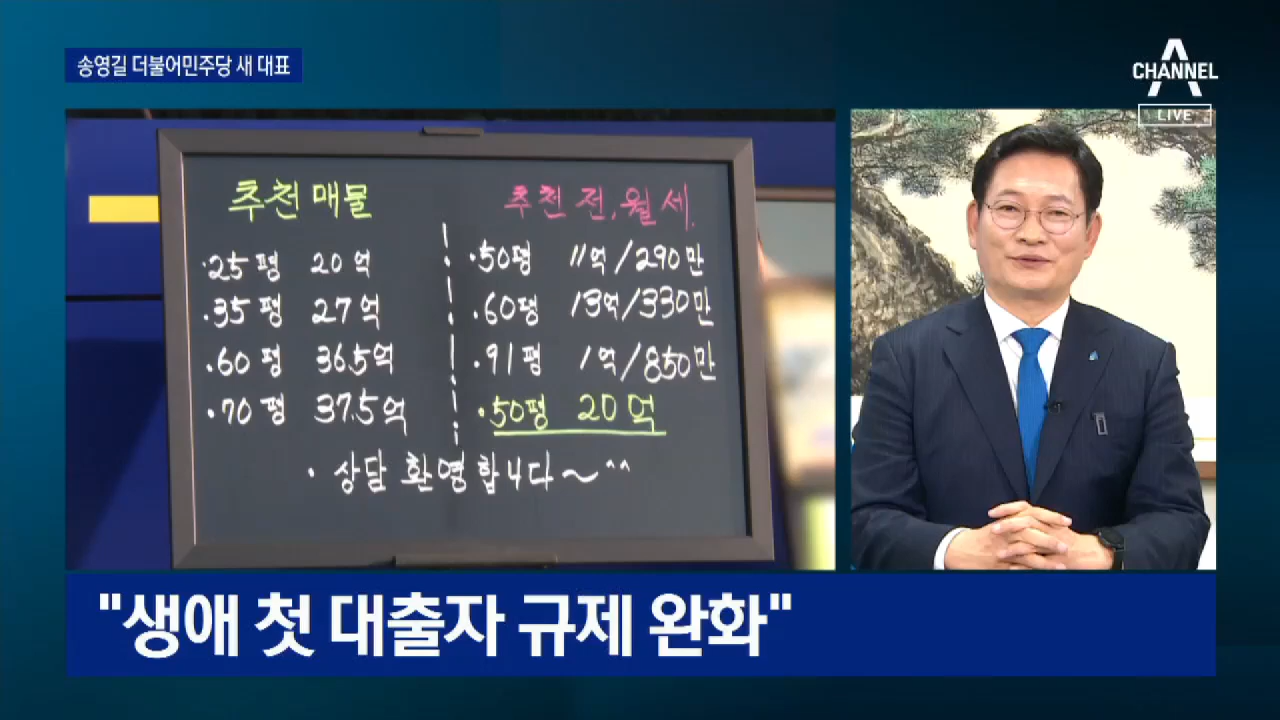 송영길 더불어민주당 새 대표
CHANNEL A
LIVE
추천 매물
·25평 20억
·35평 27억
·60평 36.5억
·70평 37.5억
추천 전,월세
·50평 11억/290만
·60평 13억/330만
·91평 1억/850만
·50평 20억
· 상담 환영합니다~^^
"생애 첫 대출자 규제 완화"